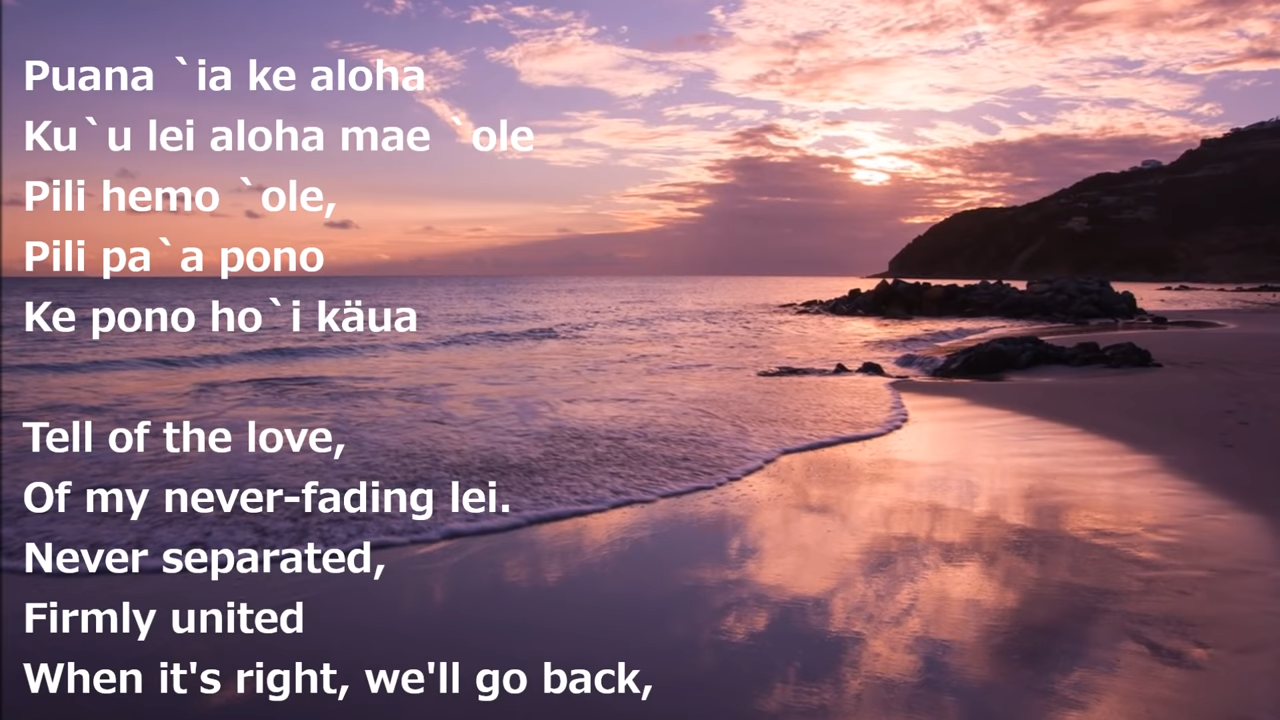 Puana `ia ke aloha
Ku`u lei aloha mae `ole
Pili hemo `ole,
Pili pa`a pono
Ke pono ho`i käua
Tell of the love,
Of my never-fading lei.
Never separated,
Firmly united
When it's right, we'll go back,